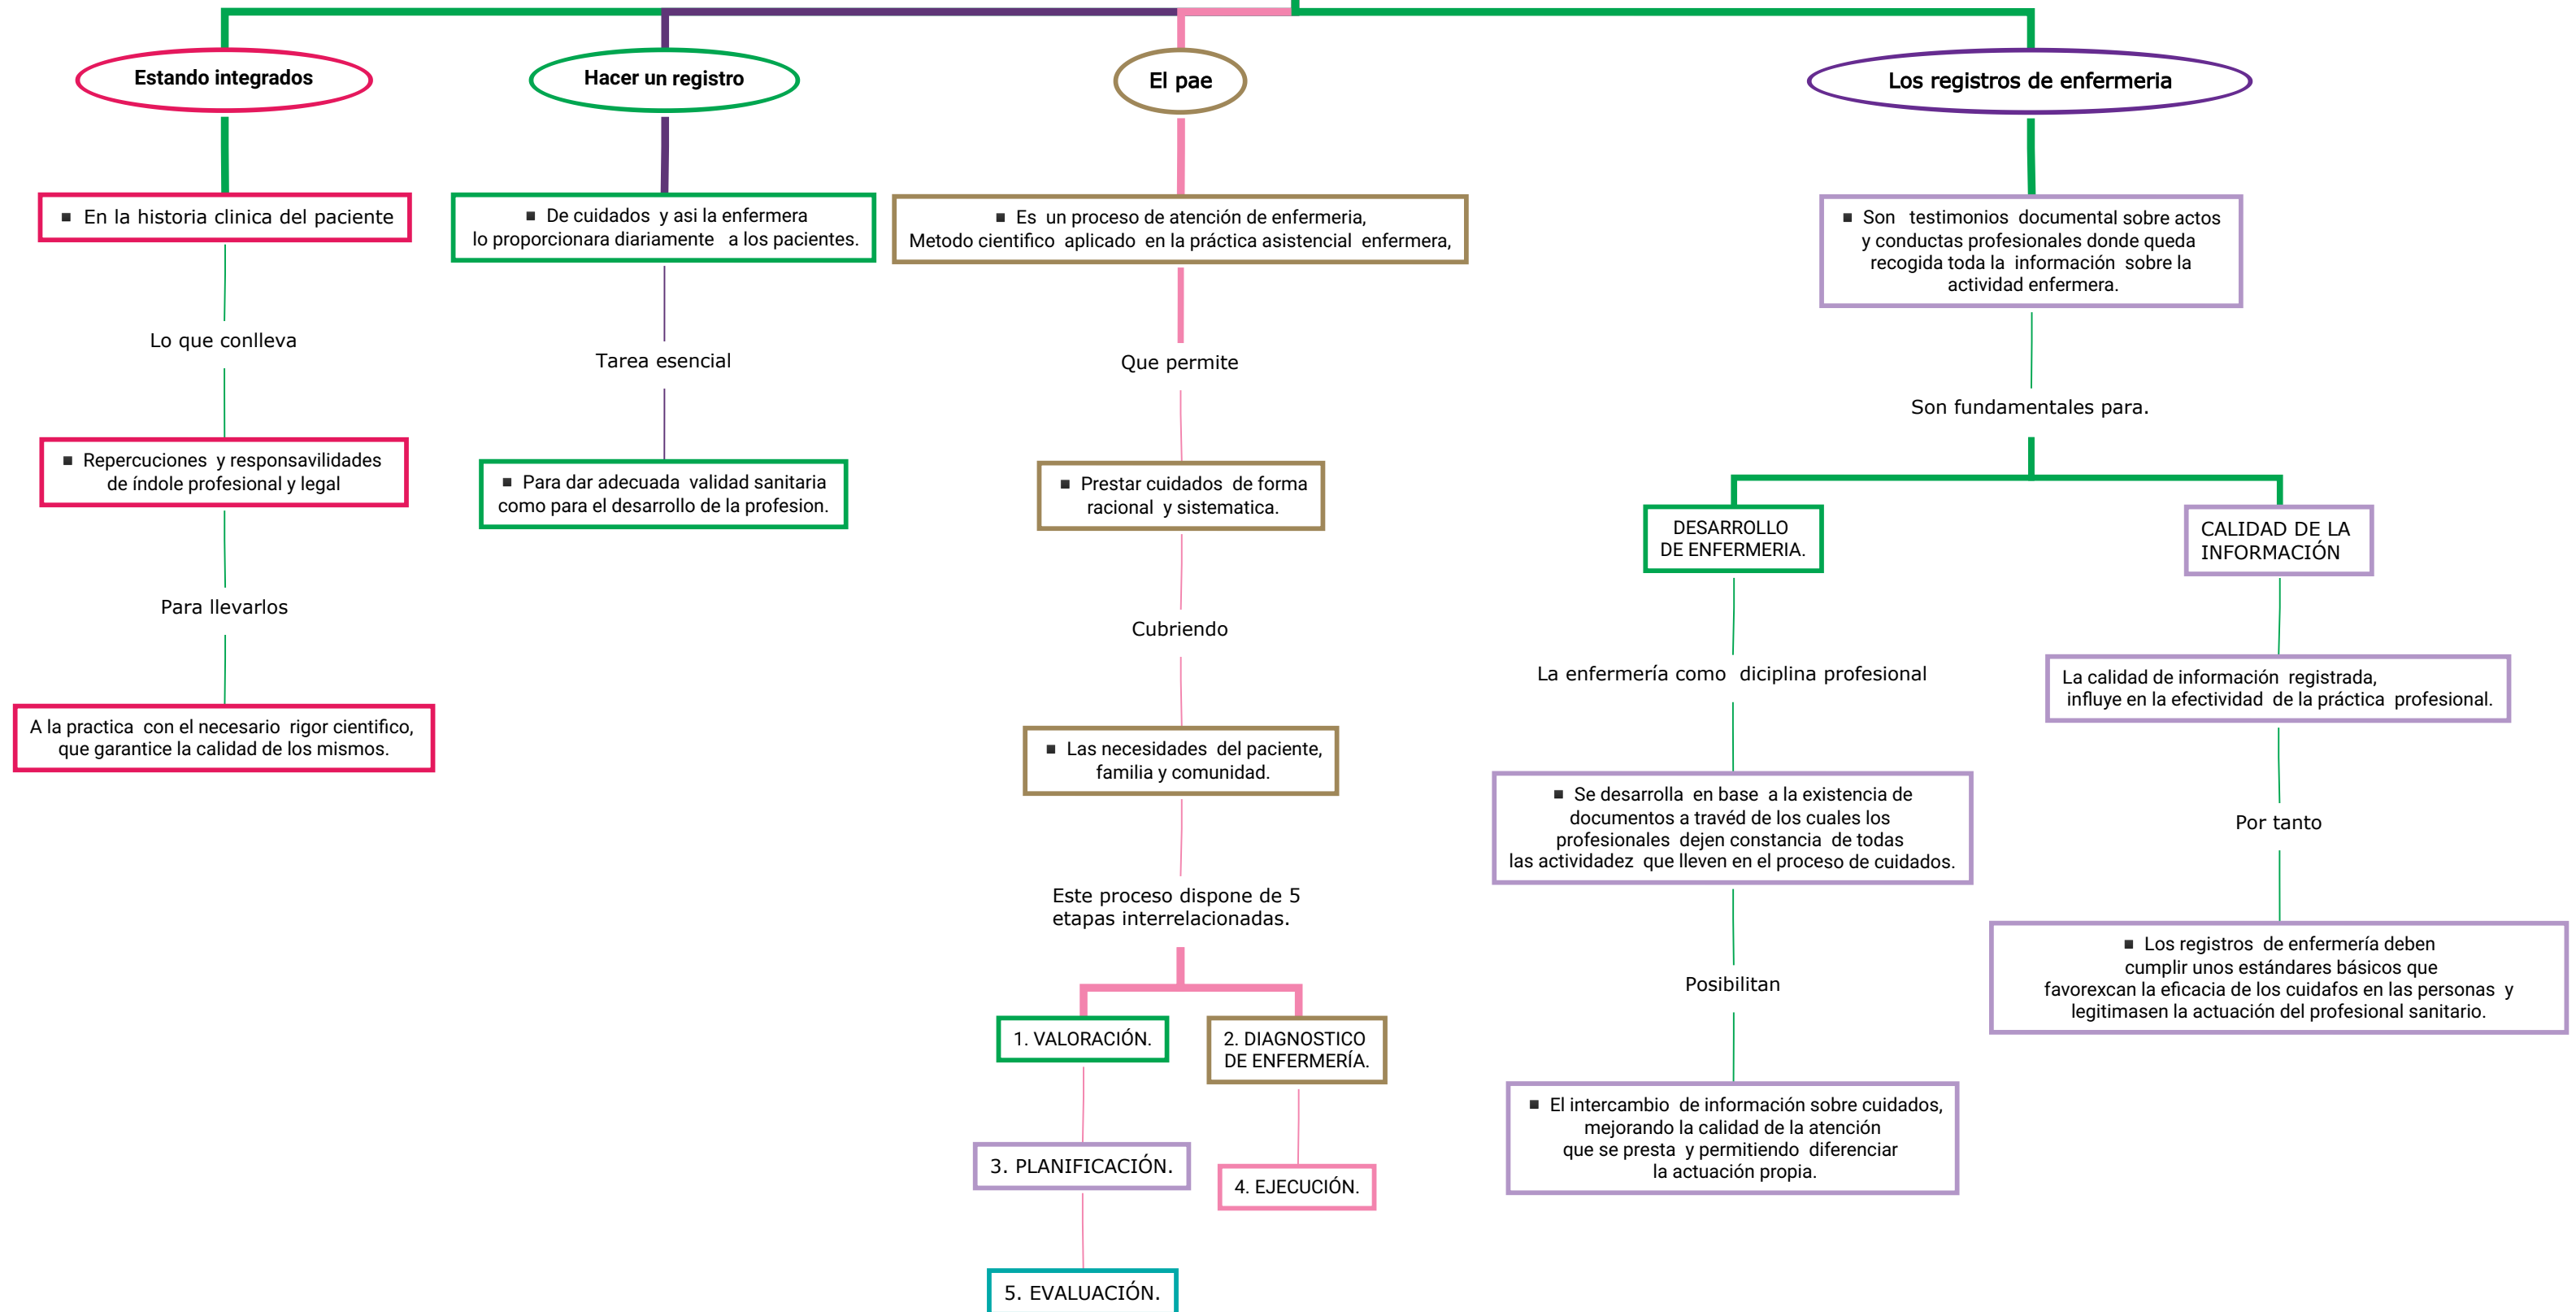 Estando integrados
■ En la historia clinica del paciente
Lo que conlleva
■ Repercuciones y responsavilidades
de índole profesional y legal
Para llevarlos
A la practica con el necesario rigor cientifico,
que garantice la calidad de los mismos.
Hacer un registro
■ De cuidados y asi la enfermera
lo proporcionara diariamente a los pacientes.
Tarea esencial
■ Para dar adecuada validad sanitaria
como para el desarrollo de la profesion.
El pae
■ Es un proceso de atención de enfermeria,
Metodo cientifico aplicado en la práctica asistencial enfermera,
Que permite
■ Prestar cuidados de forma
racional y sistematica.
Cubriendo
■ Las necesidades del paciente,
familia y comunidad.
Este proceso dispone de 5
etapas interrelacionadas.
1. VALORACIÓN.
2. DIAGNOSTICO
DE ENFERMERÍA.
3. PLANIFICACIÓN.
4. EJECUCIÓN.
5. EVALUACIÓN.
Los registros de enfermeria
■ Son testimonios documental sobre actos
y conductas profesionales donde queda
recogida toda la información sobre la
actividad enfermera.
Son fundamentales para.
DESARROLLO
DE ENFERMERIA.
La enfermería como diciplina profesional
■ Se desarrolla en base a la existencia de
documentos a travéd de los cuales los
profesionales dejen constancia de todas
las actividadez que lleven en el proceso de cuidados.
Posibilitan
■ El intercambio de información sobre cuidados,
mejorando la calidad de la atención
que se presta y permitiendo diferenciar
la actuación propia.
CALIDAD DE LA
INFORMACIÓN
La calidad de información registrada,
influye en la efectividad de la práctica profesional.
Por tanto
■ Los registros de enfermería deben
cumplir unos estándares básicos que
favorexcan la eficacia de los cuidafos en las personas y
legitimasen la actuación del profesional sanitario.